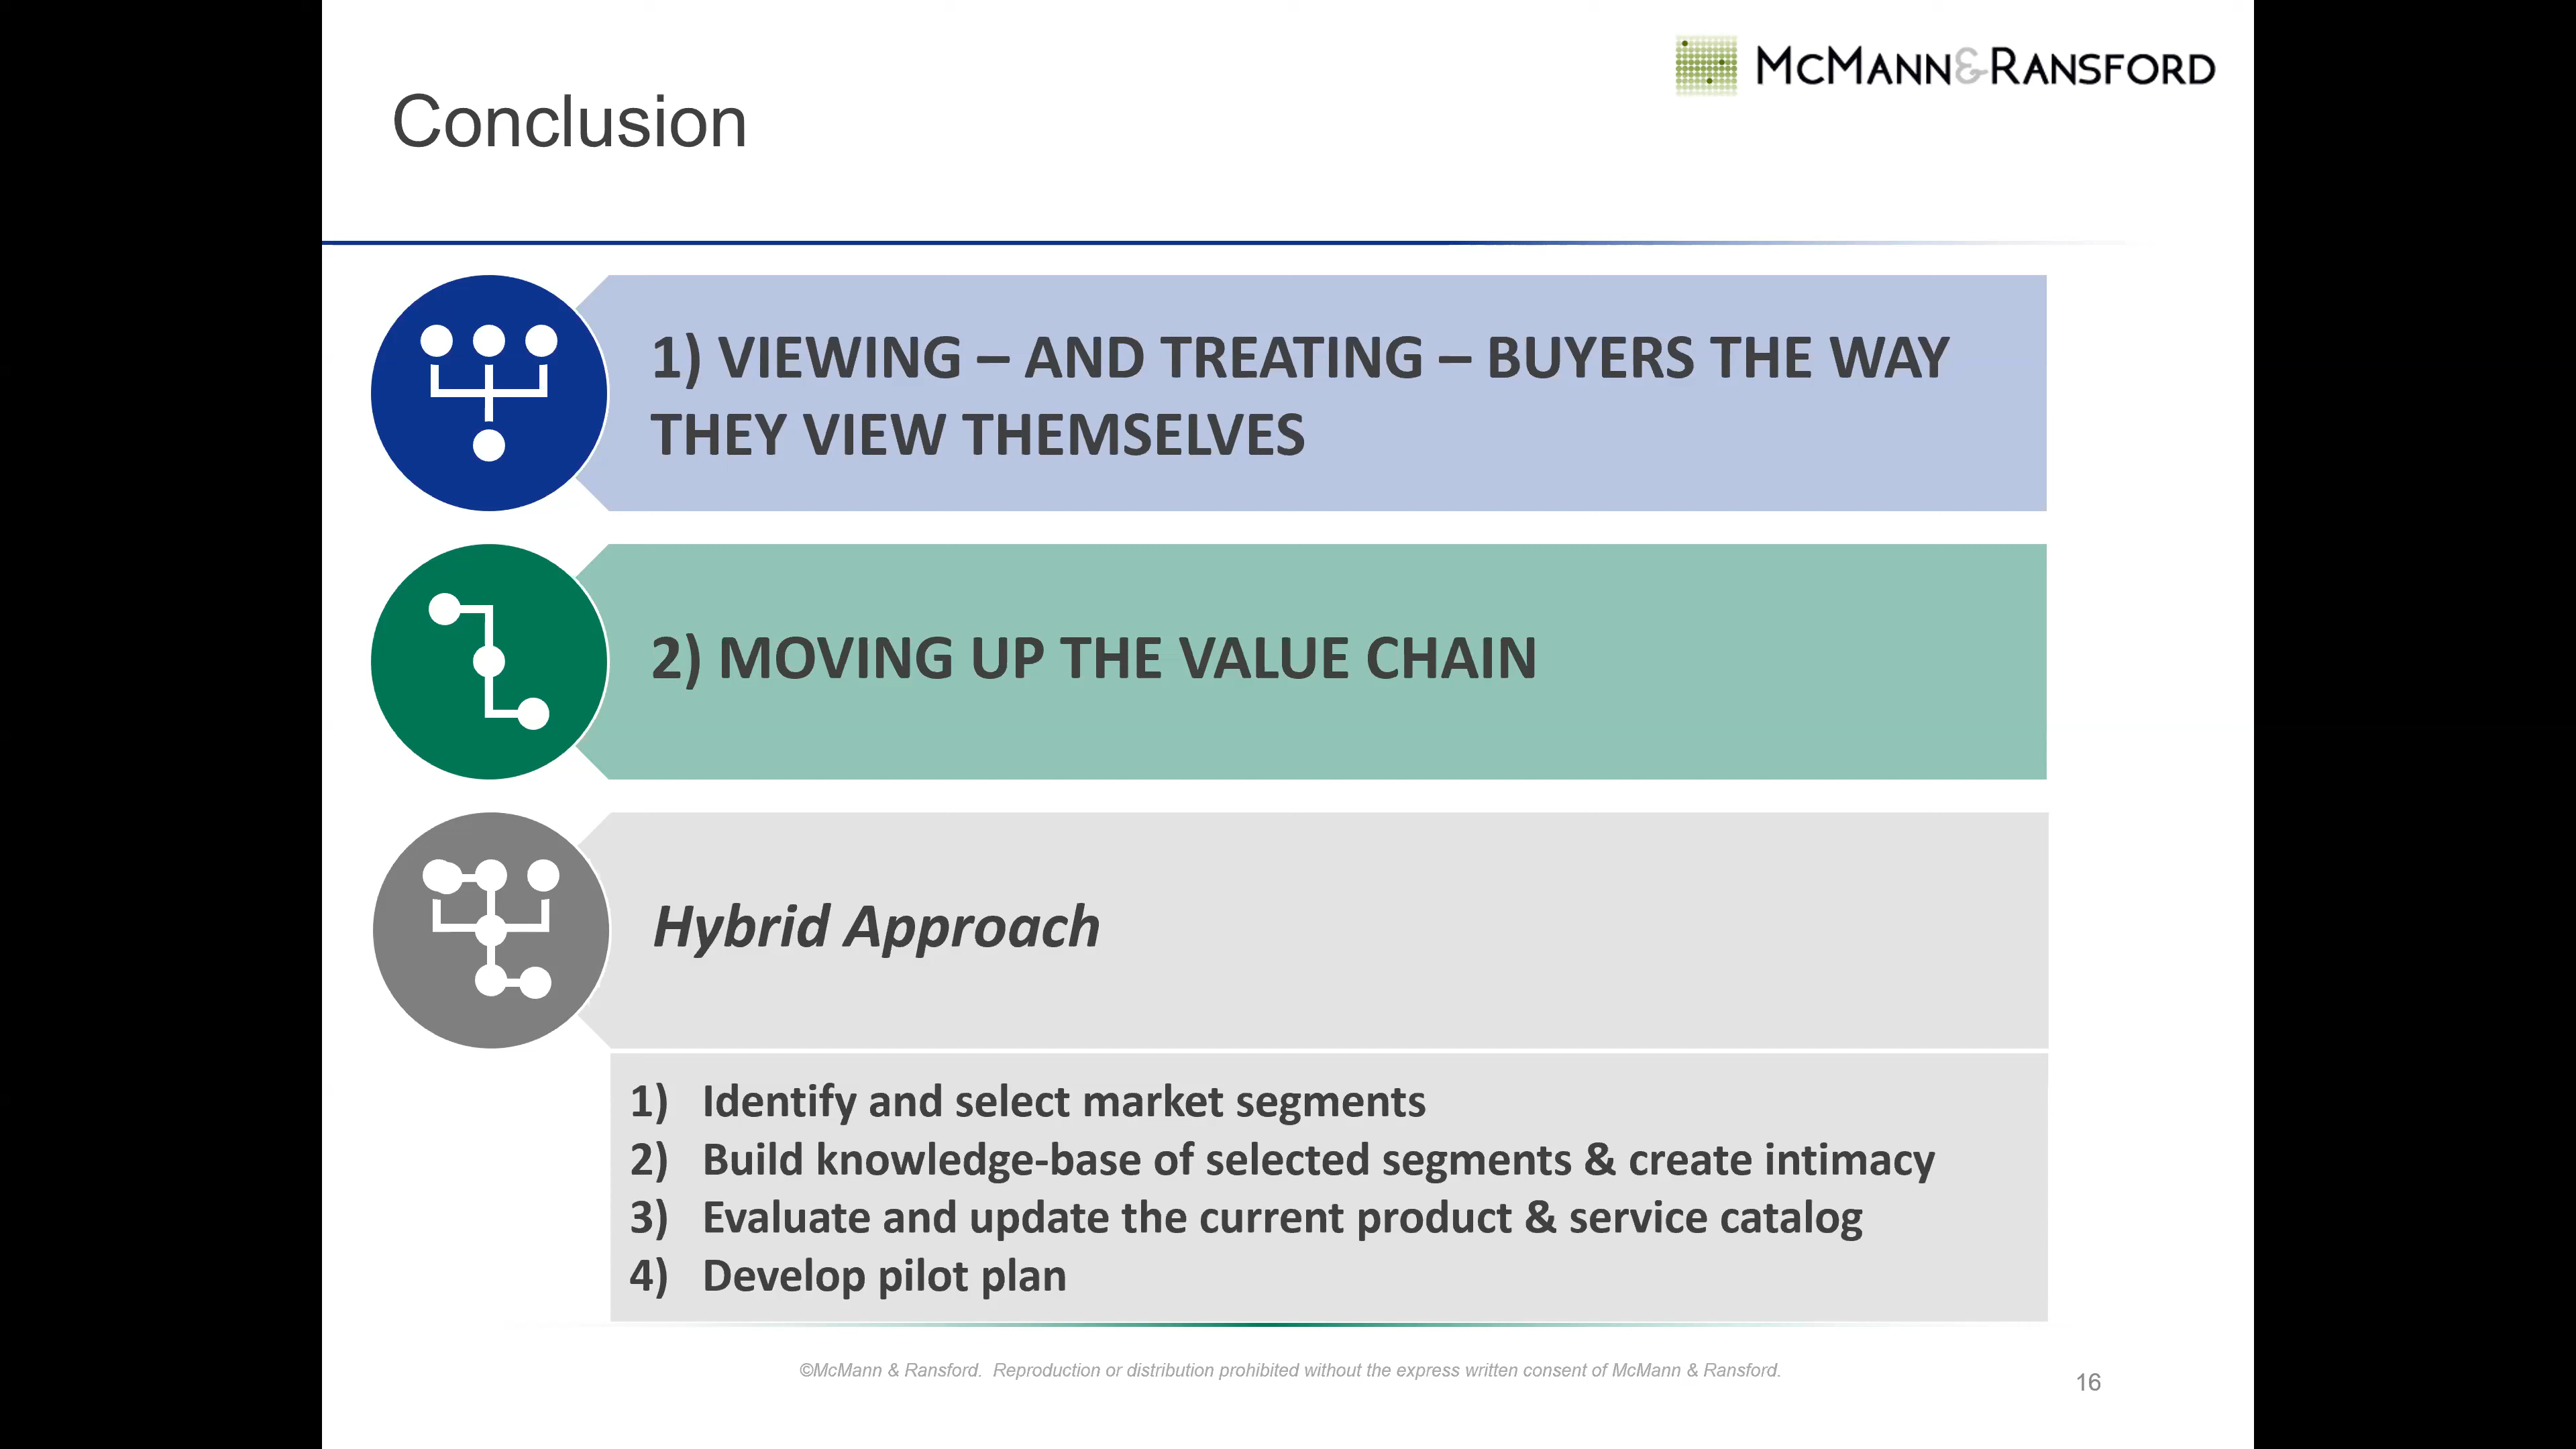 McMANN&RANSFORD
Conclusion
1) VIEWING – AND TREATING – BUYERS THE WAY
THEY VIEW THEMSELVES
2) MOVING UP THE VALUE CHAIN
Hybrid Approach
1) Identify and select market segments
2) Build knowledge-base of selected segments & create intimacy
3) Evaluate and update the current product & service catalog
4) Develop pilot plan
©McMann & Ransford. Reproduction or distribution prohibited without the express written consent of McMann & Ransford.
16